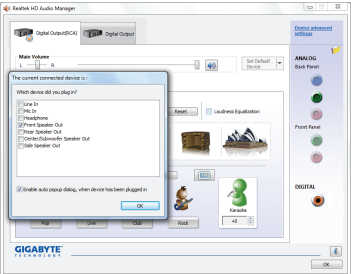 Realtek HD Audio Manager
Digital Output(RCA)
Digital Output
Device advanced
settings
Main Volume
L
R
Set Default
Device
ANALOG
Back Panel
The current connected device is :
Which device did you plug in?
Line In
Mic In
Headphone
Front Speaker Out
Rear Speaker Out
Center/Subwoofer Speaker Out
Side Speaker Out
Reset
Loudness Equalization
Front Panel
Enable auto popup dialog, when device has been plugged in
OK
DIGITAL
Karaoke
Pop
Live
Club
Rock
+0
GIGABYTE
TECHNOLOGY
OK